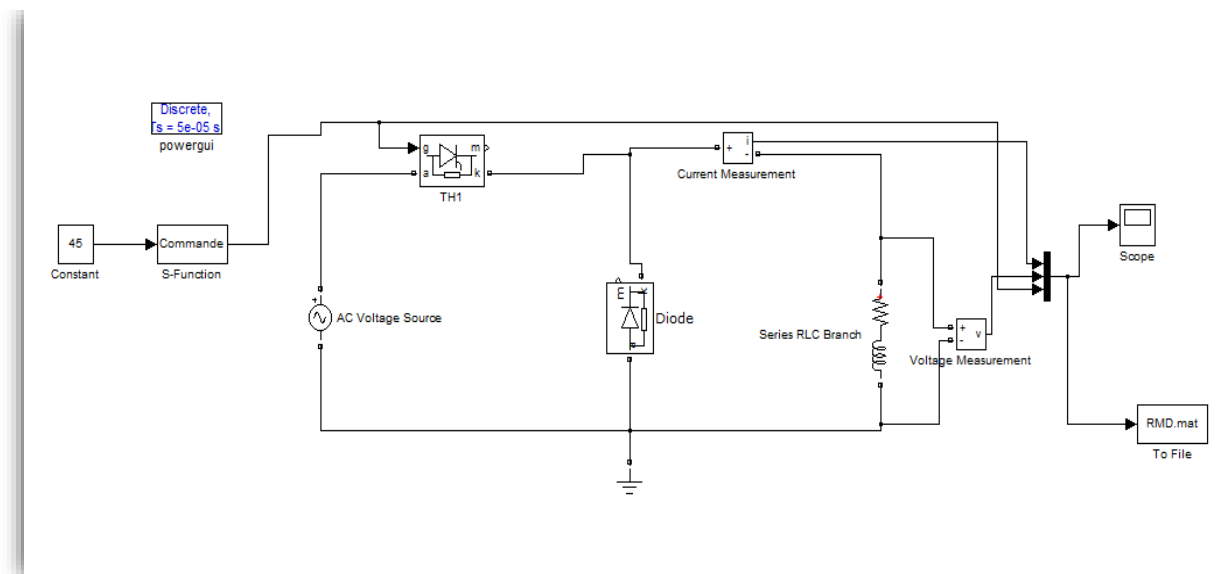 Discrete,
Ts = 5e-05 s
powergui
g
m
a
k
TH1
i
+
-
Current Measurement
45
Constant
Commande
S-Function
Scope
+
AC Voltage Source
E
Diode
+
Series RLC Branch
+
-
v
Voltage Measurement
RMD.mat
To File